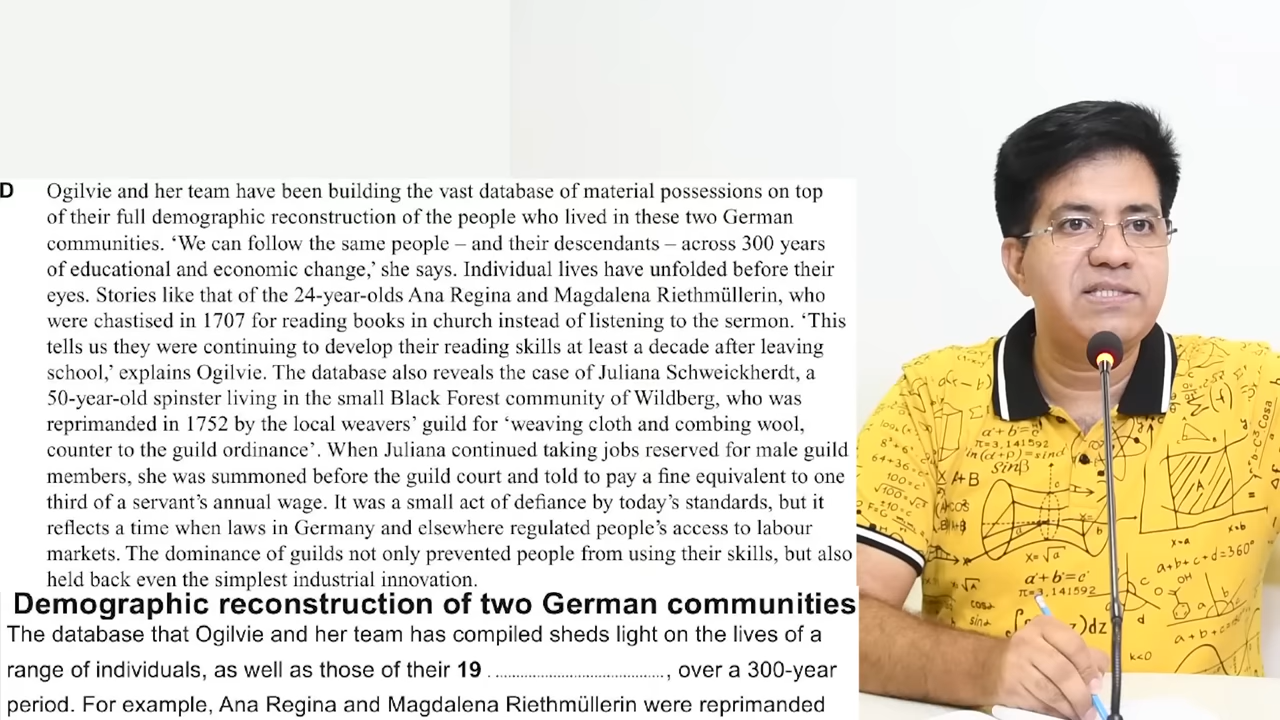 D Ogilvie and her team have been building the vast database of material possessions on top
of their full demographic reconstruction of the people who lived in these two German
communities. ‘We can follow the same people – and their descendants – across 300 years
of educational and economic change,’ she says. Individual lives have unfolded before their
eyes. Stories like that of the 24-year-olds Ana Regina and Magdalena Riethmüllerin, who
were chastised in 1707 for reading books in church instead of listening to the sermon. ‘This
tells us they were continuing to develop their reading skills at least a decade after leaving
school,’ explains Ogilvie. The database also reveals the case of Juliana Schweickherdt, a
50-year-old spinster living in the small Black Forest community of Wildberg, who was
reprimanded in 1752 by the local weavers’ guild for ‘weaving cloth and combing wool,
counter to the guild ordinance’. When Juliana continued taking jobs reserved for male guild
members, she was summoned before the guild court and told to pay a fine equivalent to one
third of a servant’s annual wage. It was a small act of defiance by today’s standards, but it
reflects a time when laws in Germany and elsewhere regulated people’s access to labour
markets. The dominance of guilds not only prevented people from using their skills, but also
held back even the simplest industrial innovation.
Demographic reconstruction of two German communities
The database that Ogilvie and her team has compiled sheds light on the lives of a
range of individuals, as well as those of their 19 ......................................, over a 300-year
period. For example, Ana Regina and Magdalena Riethmüllerin were reprimanded
π=3,141592
Sinβ
X=√a
a²+b²=c²
π=3,141592
a+b+c+d=360°
k<0
x=a
x=b